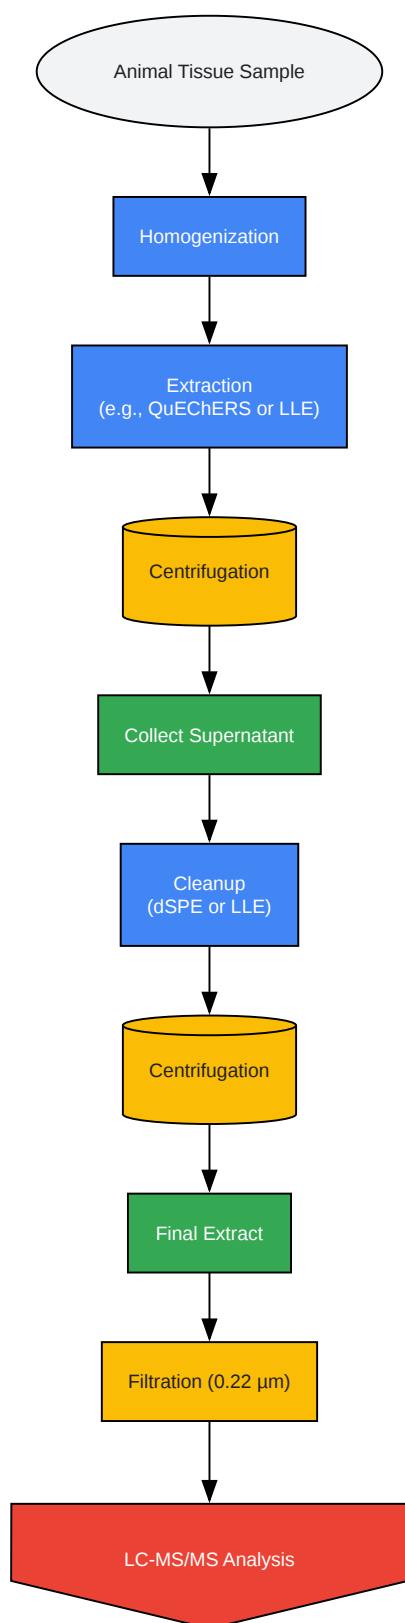 Animal Tissue Sample
Homogenization
Extraction
(e.g., QuEChERS or LLE)
Centrifugation
Collect Supernatant
Cleanup
(dSPE or LLE)
Centrifugation
Final Extract
Filtration (0.22 µm)
LC-MS/MS Analysis